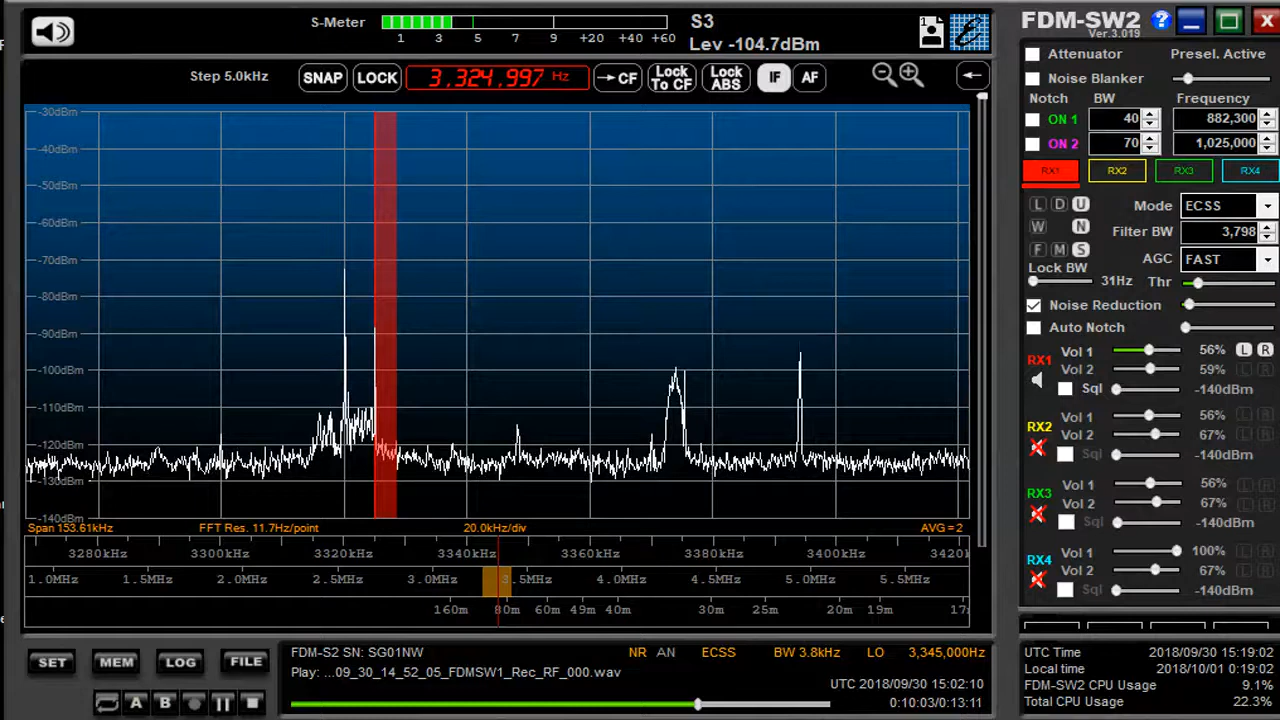 S-Meter
1 3 5 7 9 +20 +40 +60
S3
Lev -104.7dBm
Step 5.0kHz
SNAP
LOCK
3,324,997 Hz
→CF
Lock To CF
Lock ABS
IF
AF
-30dBm
-40dBm
-50dBm
-60dBm
-70dBm
-80dBm
-90dBm
-100dBm
-110dBm
-120dBm
-130dBm
-140dBm
Span 153.61kHz FFT Res. 11.7Hz/point 20.0kHz/div AVG = 2
3280kHz 3300kHz 3320kHz 3340kHz 3360kHz 3380kHz 3400kHz 3420
1.0MHz 1.5MHz 2.0MHz 2.5MHz 3.0MHz 3.5MHz 4.0MHz 4.5MHz 5.0MHz 5.5MHz
160m 80m 60m 49m 40m 30m 25m 20m 19m 17
SET
MEM
LOG
FILE
A
B
FDM-S2 SN: SG01NW NR AN ECSS BW 3.8kHz LO 3,345,000Hz
Play: ...09_30_14_52_05_FDMSW1_Rec_RF_000.wav
UTC 2018/09/30 15:02:10
0:10:03/0:13:11
FDM-SW2
Ver.3.019
?
Attenuator Presel. Active
Noise Blanker
Notch BW Frequency
ON 1 40 882,300
ON 2 70 1,025,000
RX1 RX2 RX3 RX4
L D U Mode ECSS
W N Filter BW 3,798
F M S AGC FAST
Lock BW
31Hz Thr
Noise Reduction
Auto Notch
RX1
Vol 1 56% L R
Vol 2 59% L R
Sql -140dBm
RX2
Vol 1 56% L R
Vol 2 67% L R
Sql -140dBm
RX3
Vol 1 56% L R
Vol 2 67% L R
Sql -140dBm
RX4
Vol 1 100% L R
Vol 2 67% L R
Sql -140dBm
UTC Time 2018/09/30 15:19:02
Local time 2018/10/01 0:19:02
FDM-SW2 CPU Usage 9.1%
Total CPU Usage 22.3%